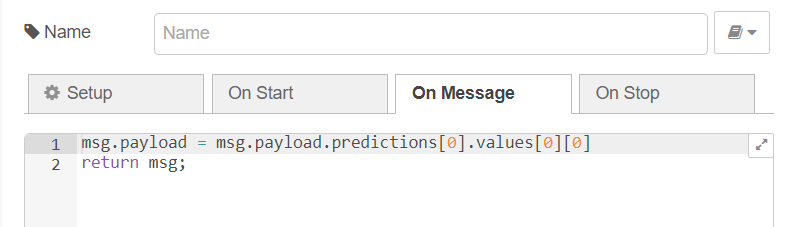 Name
Name
Setup On Start On Message On Stop
1 msg.payload = msg.payload.predictions[0].values[0][0]
2 return msg;